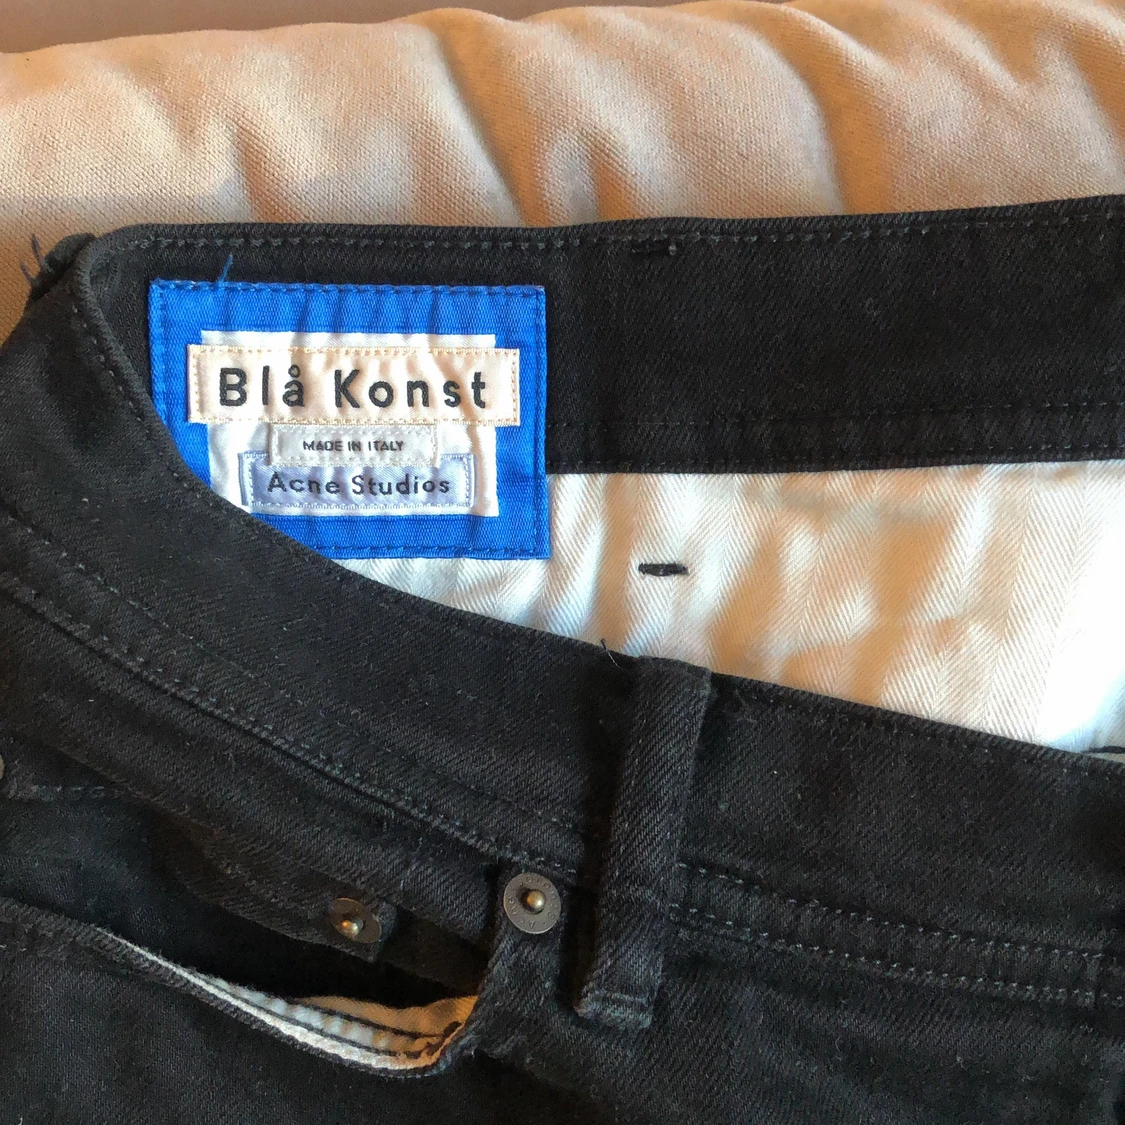 Blå Konst
MADE IN ITALY
Acne Studios